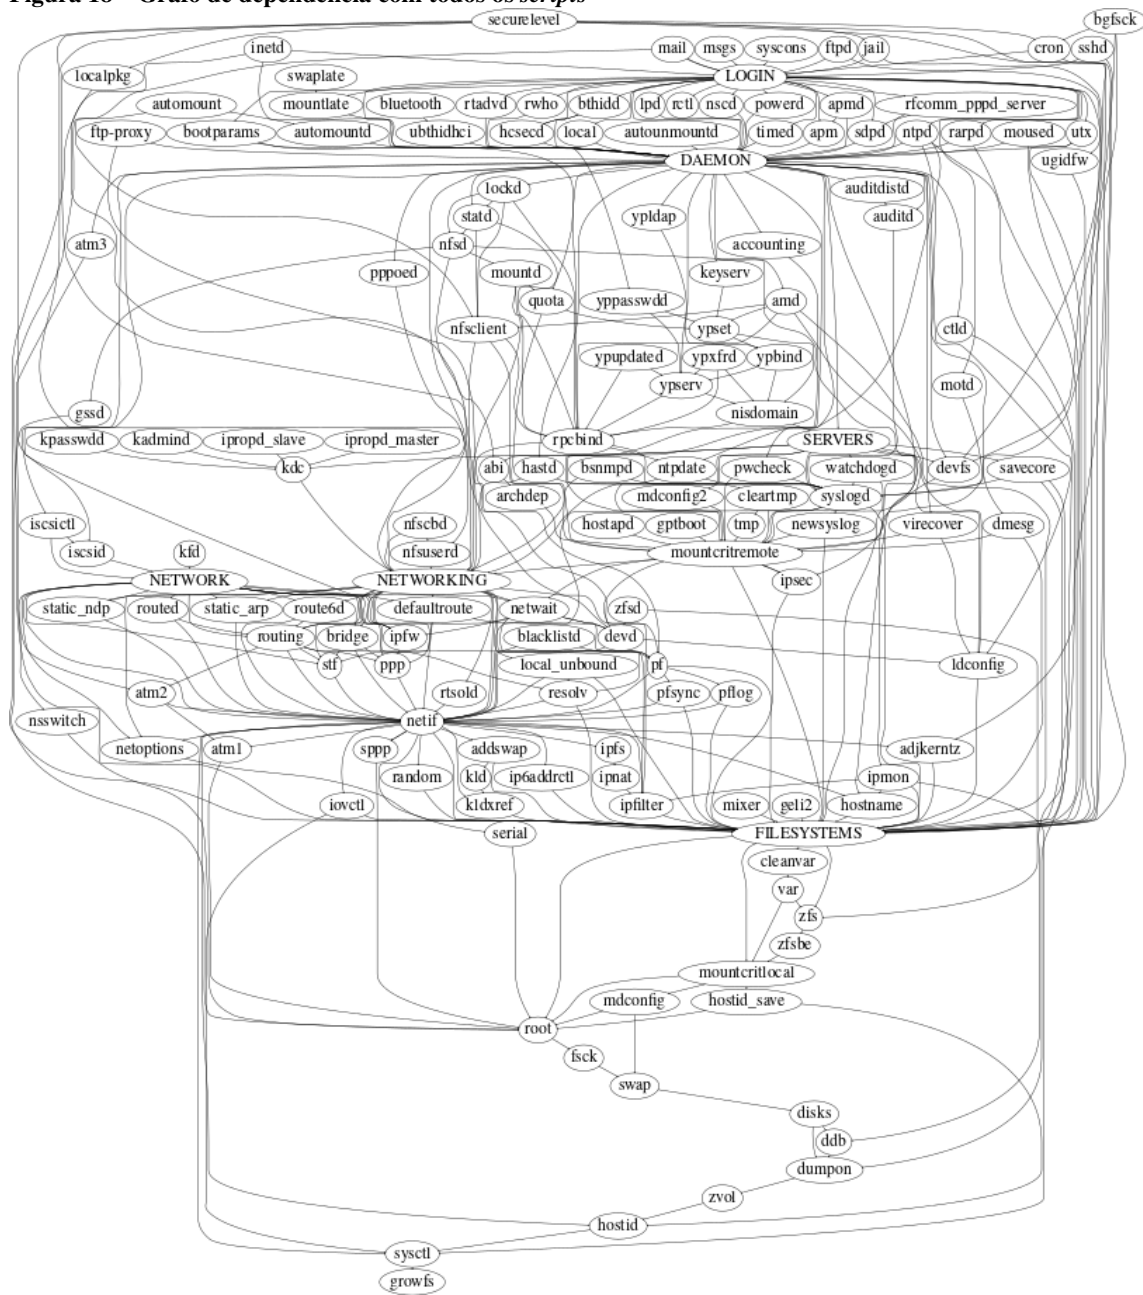 Figura 18 – Grafo de dependência com todos os scripts
securelevel bgfsck
inetd mail msgs syscons ftpd jail cron sshd
localpkg swaplate LOGIN
automount mountlate bluetooth rtadvd rwho bthidd lpd rctl nscd powerd apmd rfcomm_pppd_server
ftp-proxy bootparams automountd ubthidhci hcsecd local autounmountd timed apm sdpd ntpd rarpd moused utx
DAEMON ugidfw
lockd auditdistd
statd ypldap auditd
atm3 nfsd accounting
pppoed mountd keyserv
quota yppasswdd amd
nfsclient ypset ctld
ypupdated ypxfrd ypbind
ypserv motd
gssd nisdomain
kpasswdd kadmind ipropd_slave ipropd_master rpcbind SERVERS
kdc abi hastd bsnmpd ntpdate pwcheck watchdogd devfs savecore
archdep mdconfig2 cleartmp syslogd
iscsictl nfscbd hostapd gptboot tmp newsyslog virecover dmesg
iscsid kfd nfsuserd mountcritremote
NETWORK NETWORKING ipsec
static_ndp routed static_arp route6d defaultroute netwait zfsd
routing bridge ipfw blacklistd devd
stf ppp local_unbound pf ldconfig
atm2 rtsold resolv pfsync pflog
nsswitch netif
netoptions atm1 sppp addswap ipfs adjkerntz
random kld ip6addrctl ipnat ipmon
iovctl kldxref ipfilter mixer geli2 hostname
serial FILESYSTEMS
cleanvar
var
zfs
zfsbe
mountcritlocal
mdconfig hostid_save
root
fsck
swap
disks
ddb
dumpon
zvol
hostid
sysctl
growfs